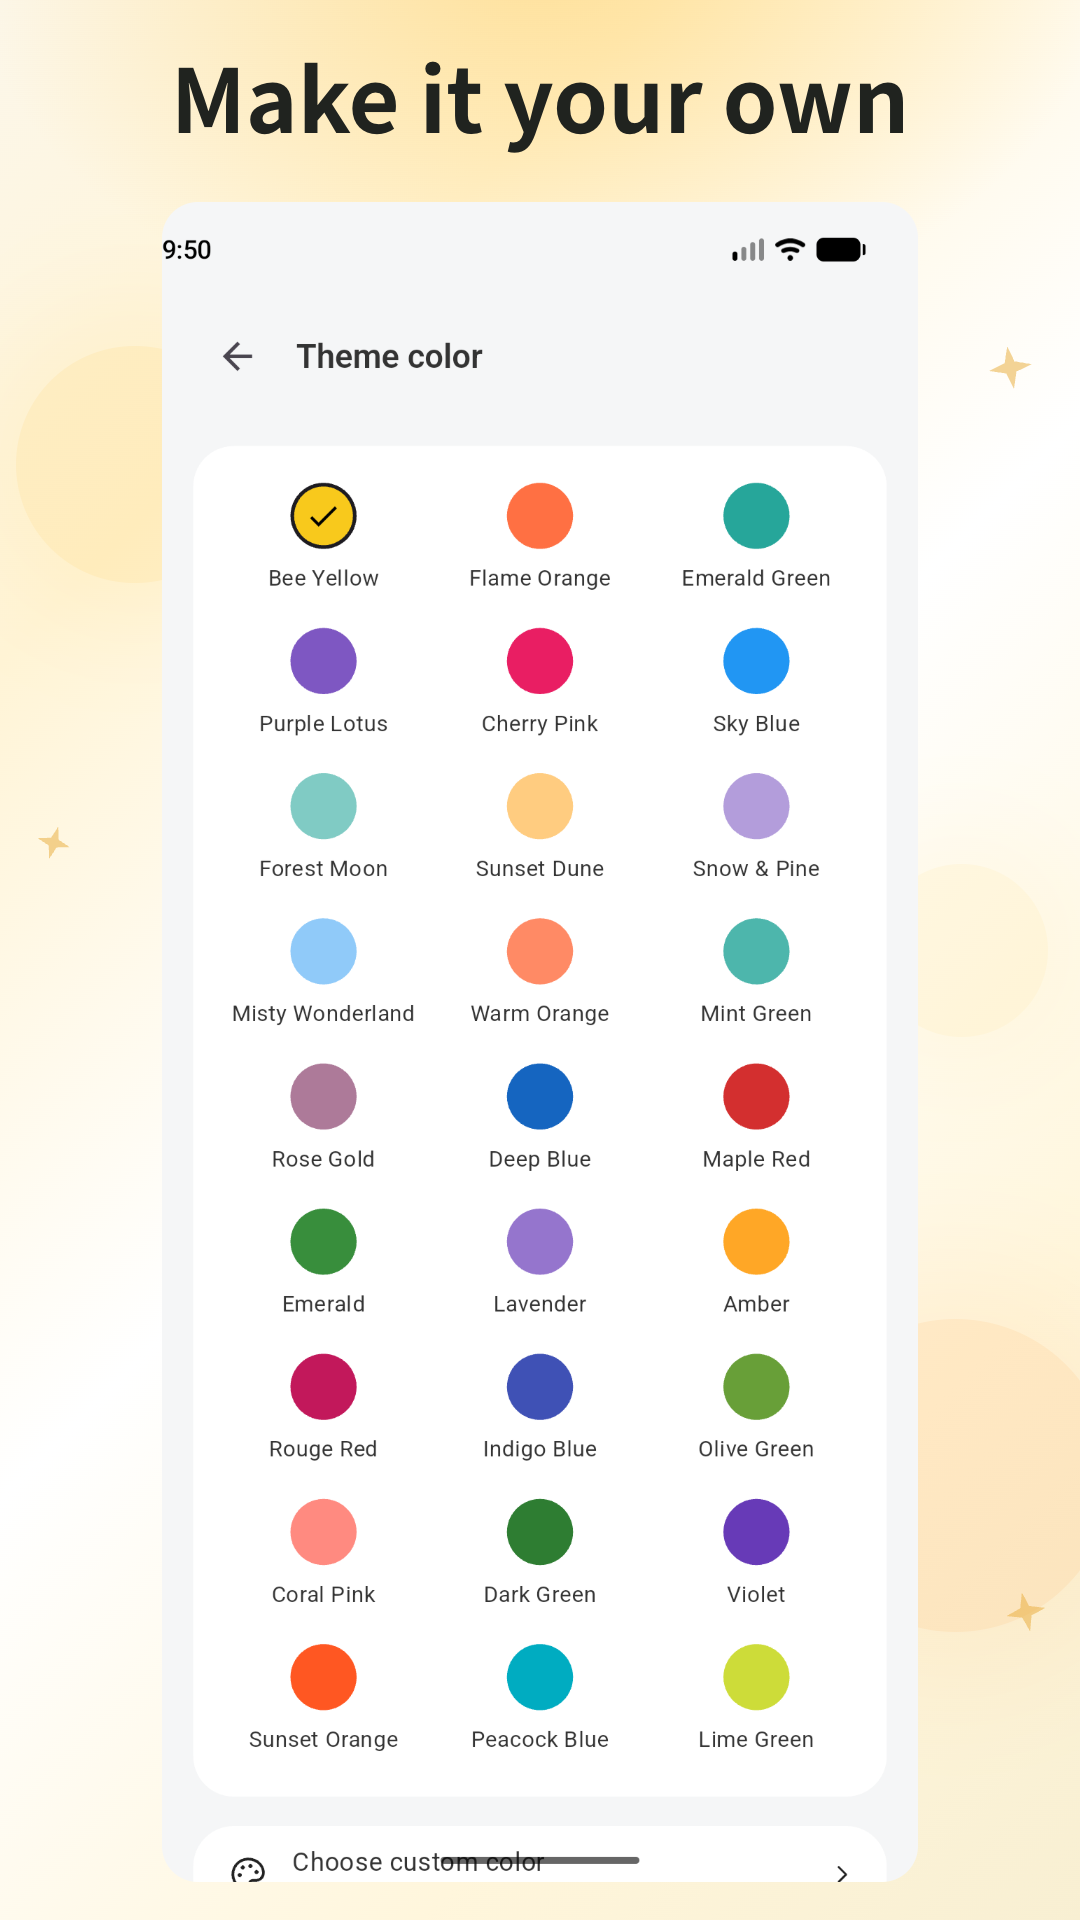 Make it your own
9:50
Theme color
Bee Yellow
Flame Orange
Emerald Green
Purple Lotus
Cherry Pink
Sky Blue
Forest Moon
Sunset Dune
Snow & Pine
Misty Wonderland
Warm Orange
Mint Green
Rose Gold
Deep Blue
Maple Red
Emerald
Lavender
Amber
Rouge Red
Indigo Blue
Olive Green
Coral Pink
Dark Green
Violet
Sunset Orange
Peacock Blue
Lime Green
Choose custom color